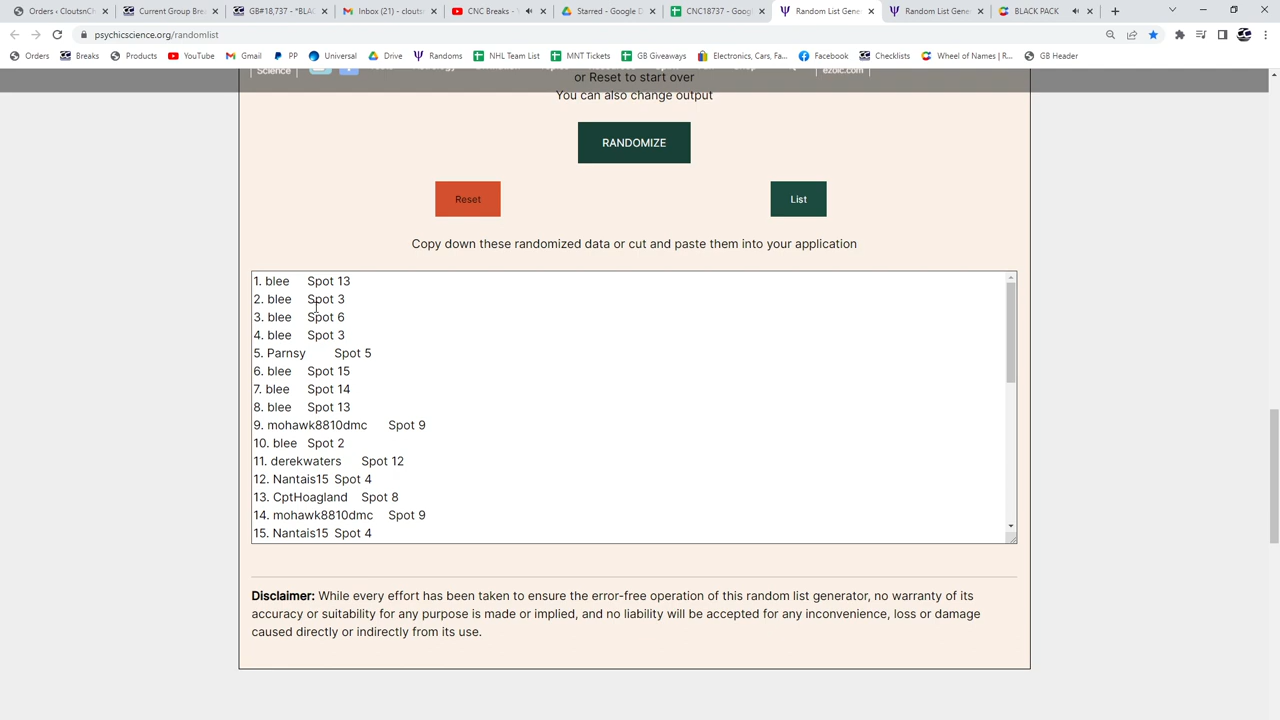 Orders ‹ CloutsnCh
Current Group Brea
GB#18,737 - *BLAC
Inbox (21) - clouts
CNC Breaks -
Starred - Google D
CNC18737 - Goog
Random List Gene
Random List Gene
BLACK PACK
psychicscience.org/randomlist
Orders
Breaks
Products
YouTube
Gmail
PP
Universal
Drive
Randoms
NHL Team List
MNT Tickets
GB Giveaways
Electronics, Cars, Fa...
Facebook
Checklists
Wheel of Names | R...
GB Header
Science
ezoic.com
or Reset to start over
You can also change output
RANDOMIZE
Reset
List
Copy down these randomized data or cut and paste them into your application
1. blee Spot 13
2. blee Spot 3
3. blee Spot 6
4. blee Spot 3
5. Parnsy Spot 5
6. blee Spot 15
7. blee Spot 14
8. blee Spot 13
9. mohawk8810dmc Spot 9
10. blee Spot 2
11. derekwaters Spot 12
12. Nantais15 Spot 4
13. CptHoagland Spot 8
14. mohawk8810dmc Spot 9
15. Nantais15 Spot 4
Disclaimer: While every effort has been taken to ensure the error-free operation of this random list generator, no warranty of its
accuracy or suitability for any purpose is made or implied, and no liability will be accepted for any inconvenience, loss or damage
caused directly or indirectly from its use.